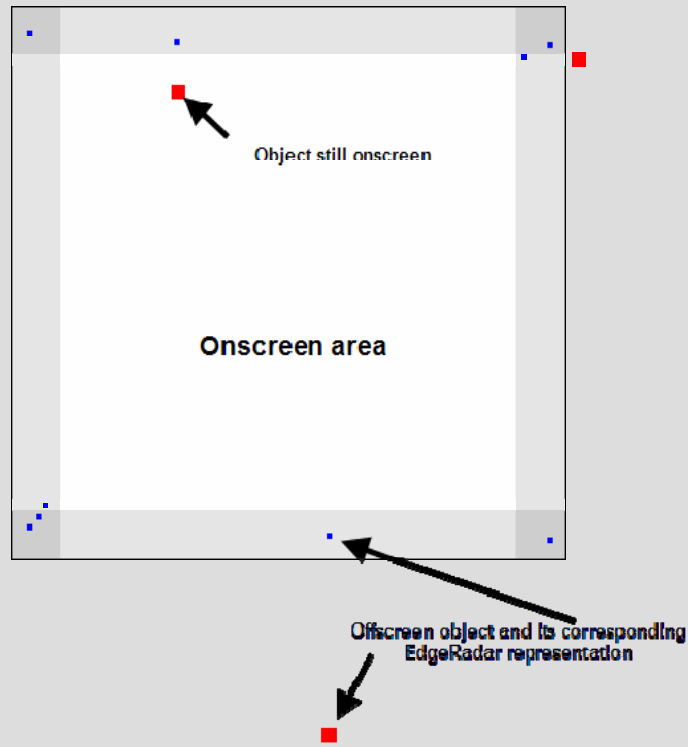 Object still onscreen
Onscreen area
Offscreen object and its corresponding
EdgeRadar representation